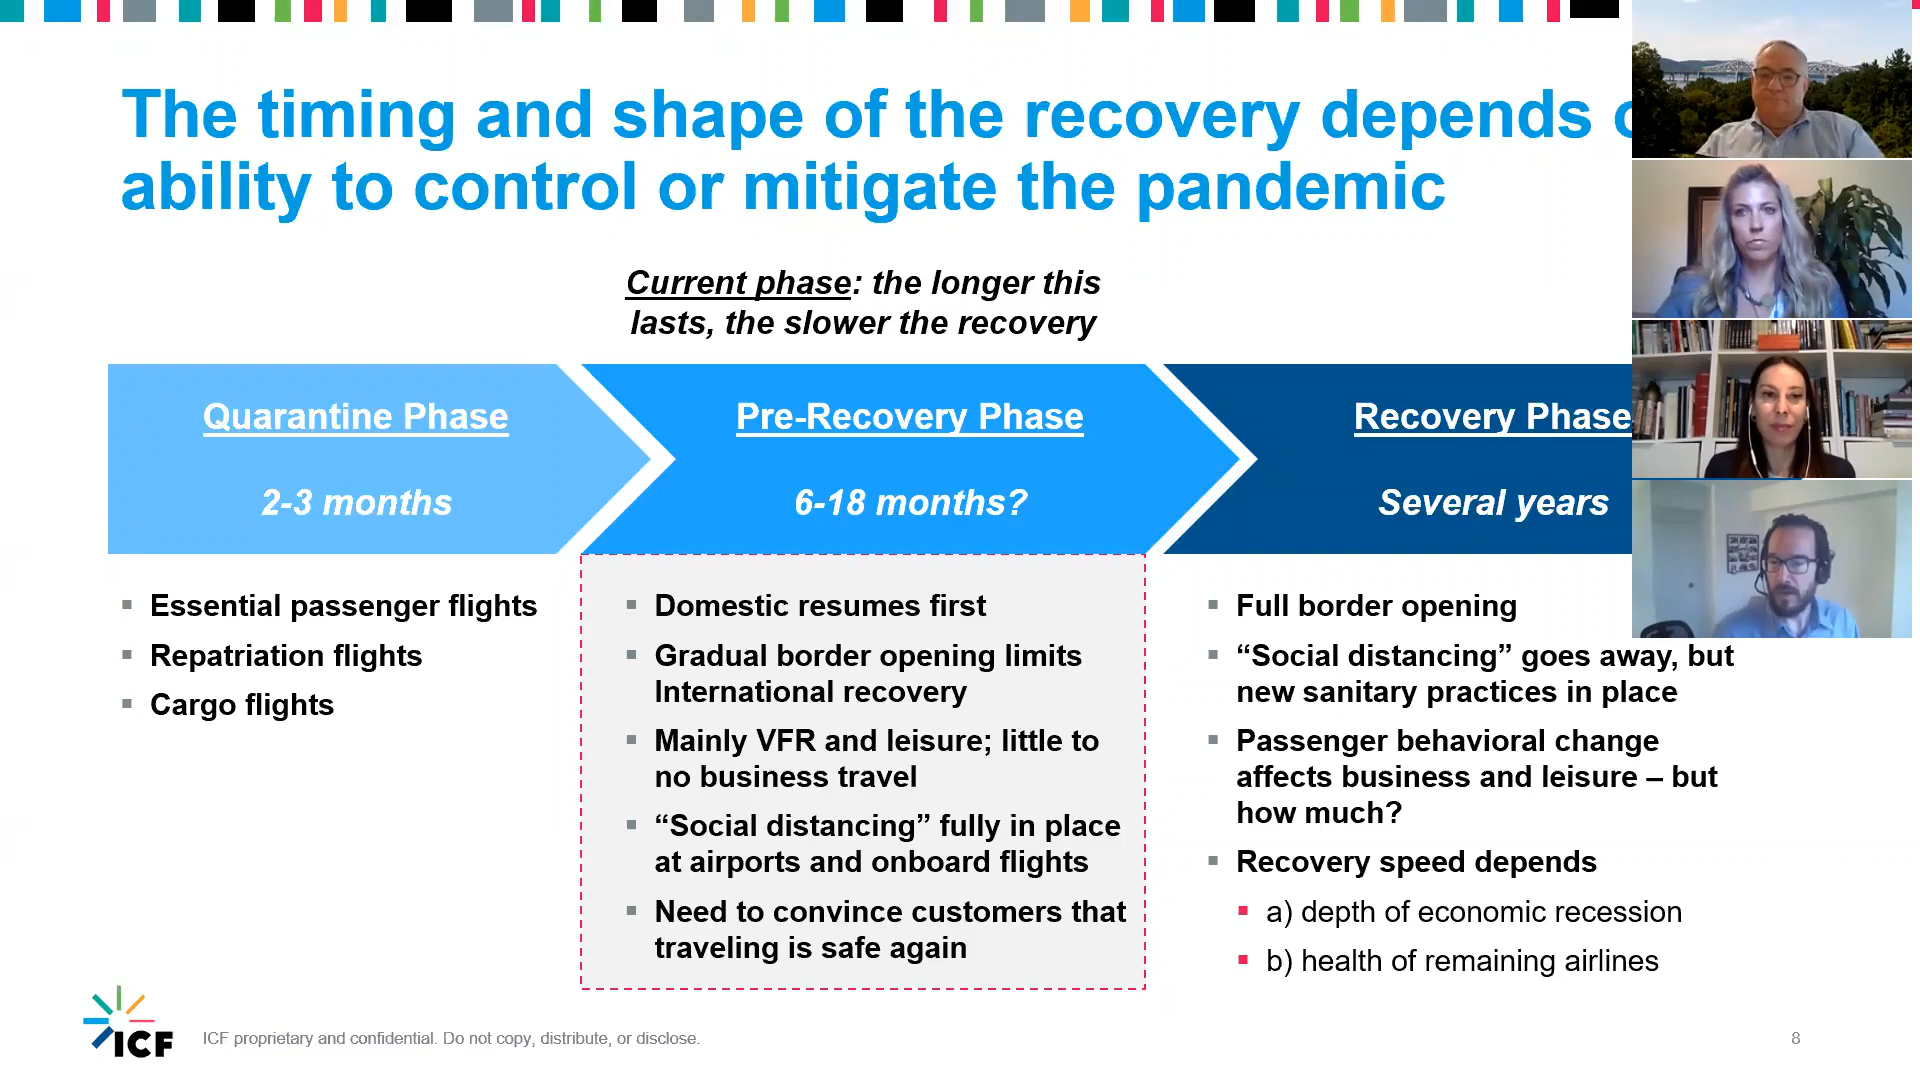 The timing and shape of the recovery depends
ability to control or mitigate the pandemic
Current phase: the longer this
lasts, the slower the recovery
Quarantine Phase
2-3 months
Pre-Recovery Phase
6-18 months?
Recovery Phase
Several years
Essential passenger flights
Repatriation flights
Cargo flights
Domestic resumes first
Gradual border opening limits
International recovery
Mainly VFR and leisure; little to
no business travel
“Social distancing” fully in place
at airports and onboard flights
Need to convince customers that
traveling is safe again
Full border opening
“Social distancing” goes away, but
new sanitary practices in place
Passenger behavioral change
affects business and leisure – but
how much?
Recovery speed depends
a) depth of economic recession
b) health of remaining airlines
ICF
ICF proprietary and confidential. Do not copy, distribute, or disclose.
8